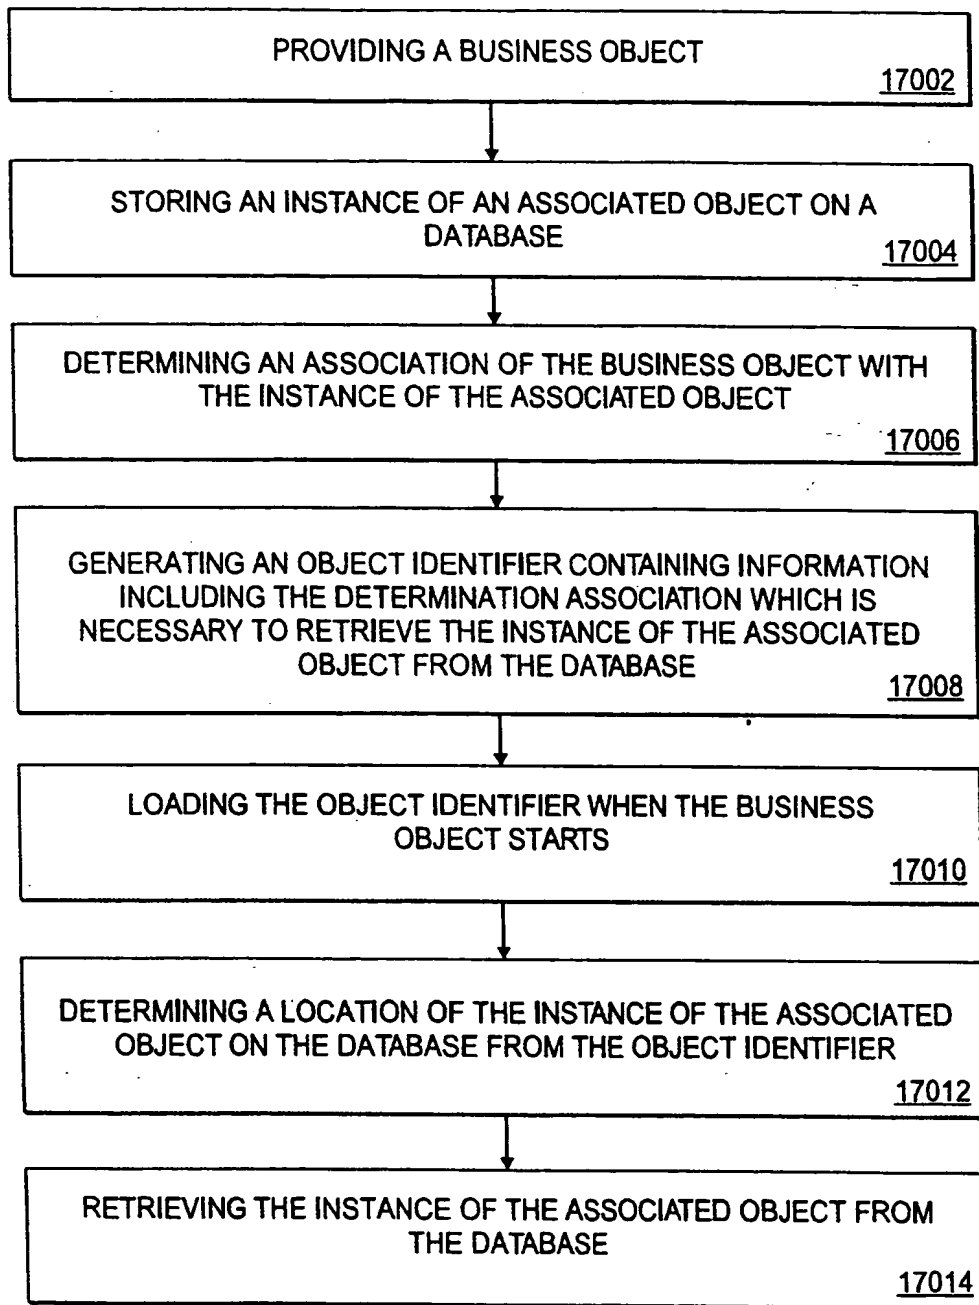 PROVIDING A BUSINESS OBJECT
17002
STORING AN INSTANCE OF AN ASSOCIATED OBJECT ON A
DATABASE
17004
DETERMINING AN ASSOCIATION OF THE BUSINESS OBJECT WITH
THE INSTANCE OF THE ASSOCIATED OBJECT
17006
GENERATING AN OBJECT IDENTIFIER CONTAINING INFORMATION
INCLUDING THE DETERMINATION ASSOCIATION WHICH IS
NECESSARY TO RETRIEVE THE INSTANCE OF THE ASSOCIATED
OBJECT FROM THE DATABASE
17008
LOADING THE OBJECT IDENTIFIER WHEN THE BUSINESS
OBJECT STARTS
17010
DETERMINING A LOCATION OF THE INSTANCE OF THE ASSOCIATED
OBJECT ON THE DATABASE FROM THE OBJECT IDENTIFIER
17012
RETRIEVING THE INSTANCE OF THE ASSOCIATED OBJECT FROM
THE DATABASE
17014